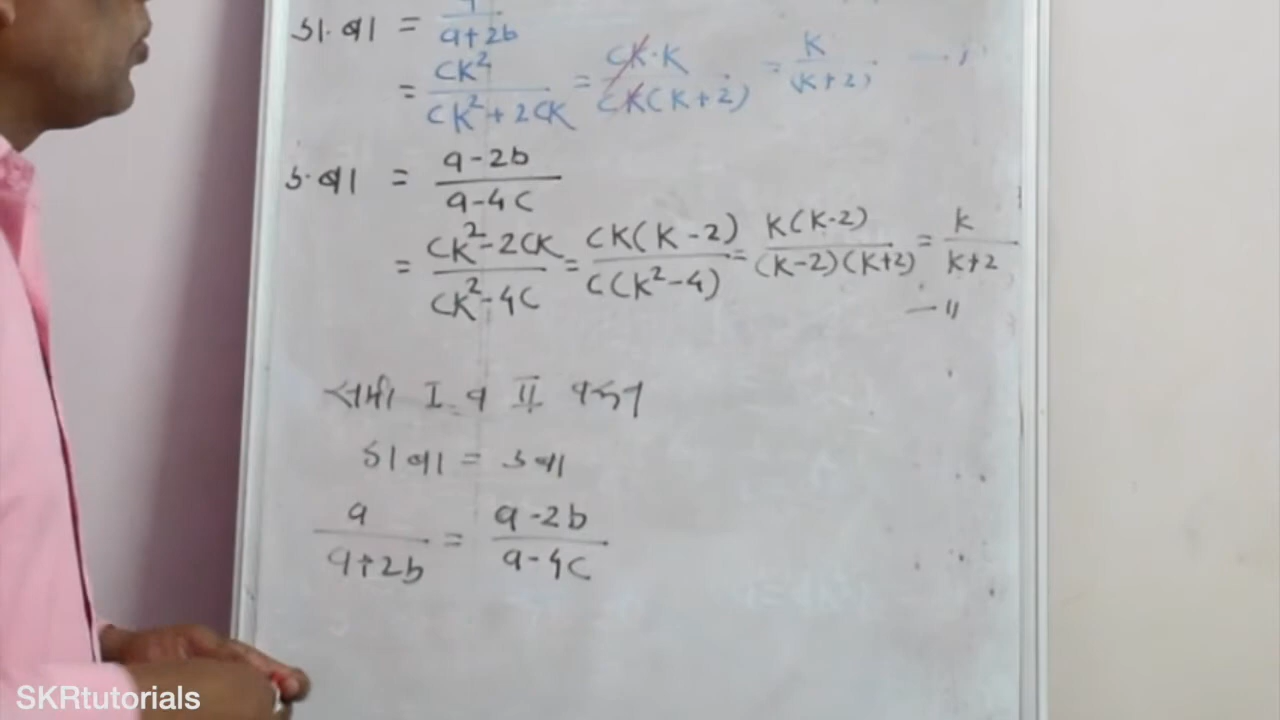 डा. बा = a/(a+2b)
= CK²/(CK²+2CK) = CK·K/(CK(K+2)) = K/(K+2) — I
ड. बा = (a-2b)/(a-4c)
= (CK²-2CK)/(CK²-4C) = CK(K-2)/(C(K²-4)) = K(K-2)/((K-2)(K+2)) = K/(K+2)
— II
I व II वरून
डा बा = ड बा
a/(a+2b) = (a-2b)/(a-4c)
SKRtutorials